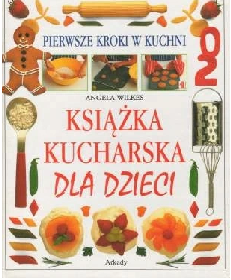 PIERWSZE KROKI W KUCHNI
ANGELA WILKES
KSIĄŻKA
KUCHARSKA
DLA DZIECI
Arkady